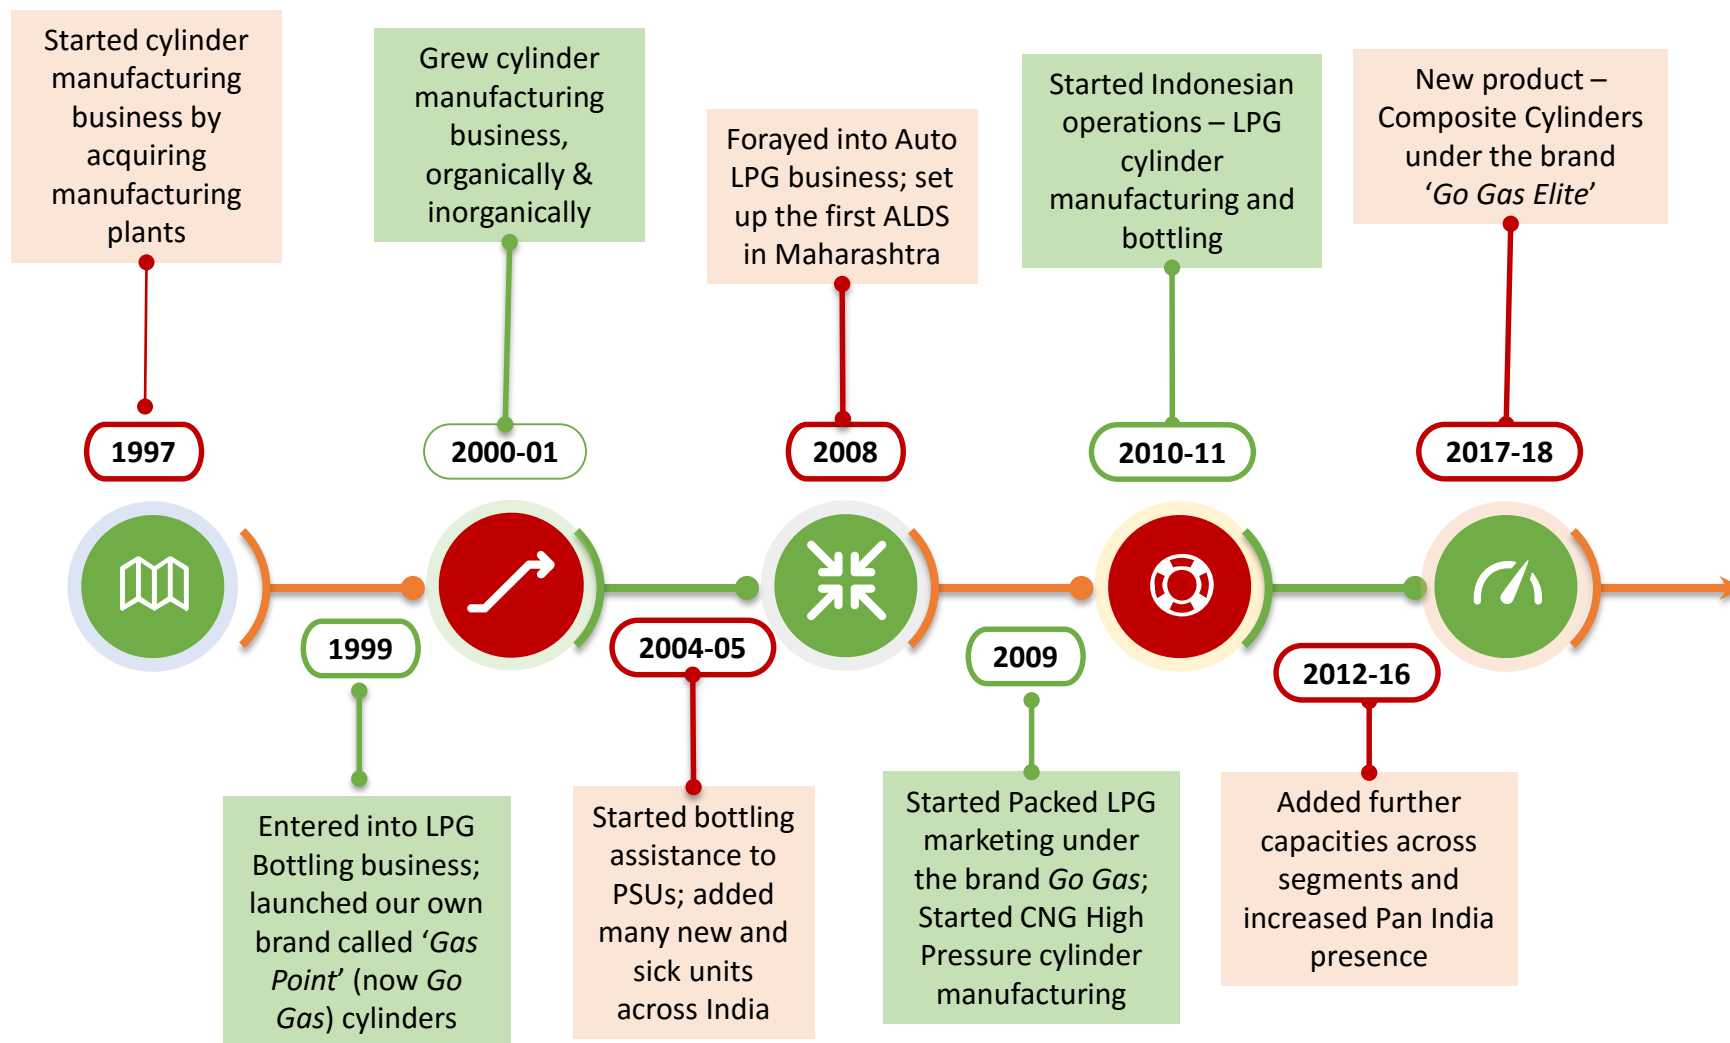 Started cylinder
manufacturing
business by
acquiring
manufacturing
plants
1997
Entered into LPG
Bottling business;
launched our own
brand called ‘Gas
Point’ (now Go
Gas) cylinders
1999
Grew cylinder
manufacturing
business,
organically &
inorganically
2000-01
2004-05
Started bottling
assistance to
PSUs; added
many new and
sick units
across India
Forayed into Auto
LPG business; set
up the first ALDS
in Maharashtra
2008
2009
Started Packed LPG
marketing under
the brand Go Gas;
Started CNG High
Pressure cylinder
manufacturing
Started Indonesian
operations – LPG
cylinder
manufacturing and
bottling
2010-11
2012-16
Added further
capacities across
segments and
increased Pan India
presence
New product –
Composite Cylinders
under the brand
‘Go Gas Elite’
2017-18